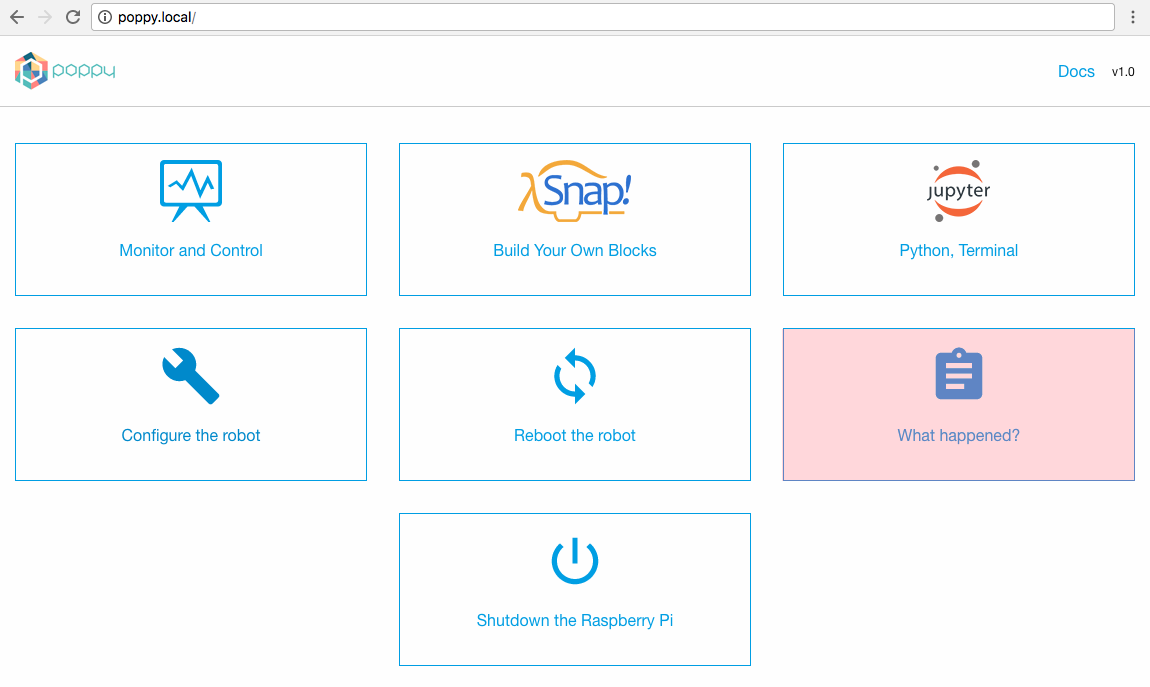 poppy.local/
poppy
Docs
v1.0
Monitor and Control
λSnap!
Build Your Own Blocks
jupyter
Python, Terminal
Configure the robot
Reboot the robot
What happened?
Shutdown the Raspberry Pi